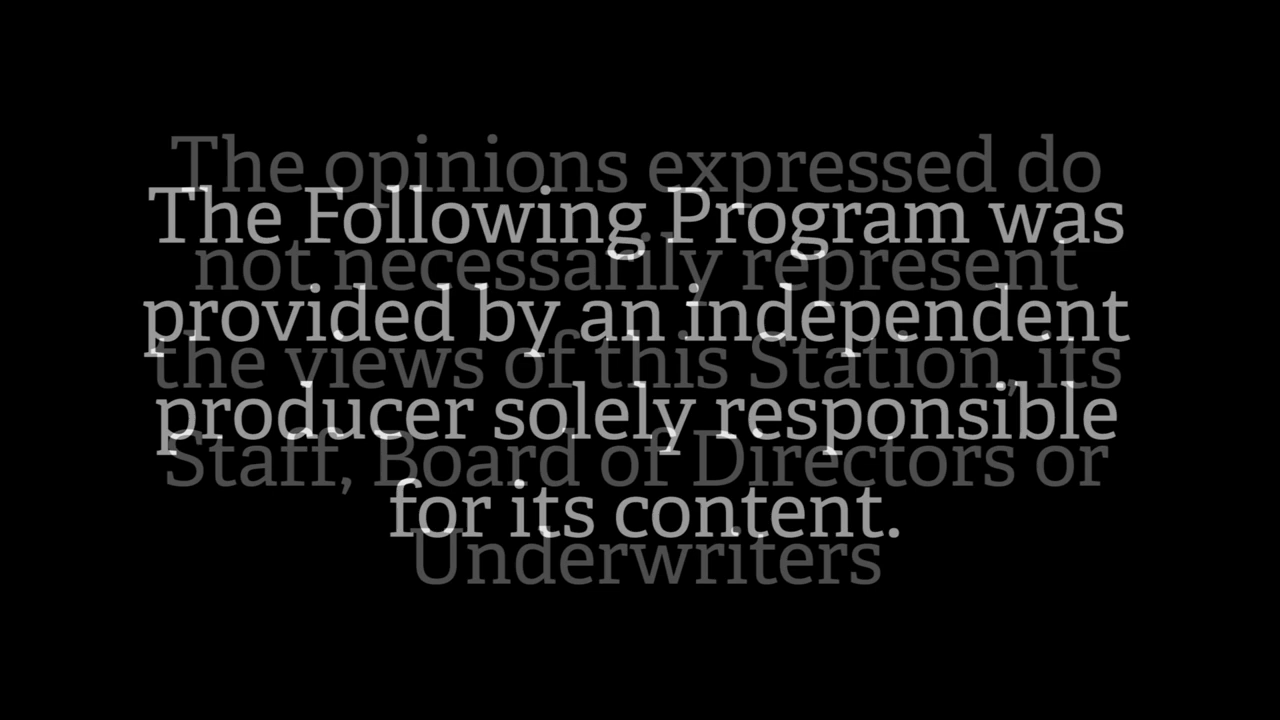 The Following Program was
provided by an independent
producer solely responsible
for its content.
The opinions expressed do
not necessarily represent
the views of this Station, its
Staff, Board of Directors or
Underwriters